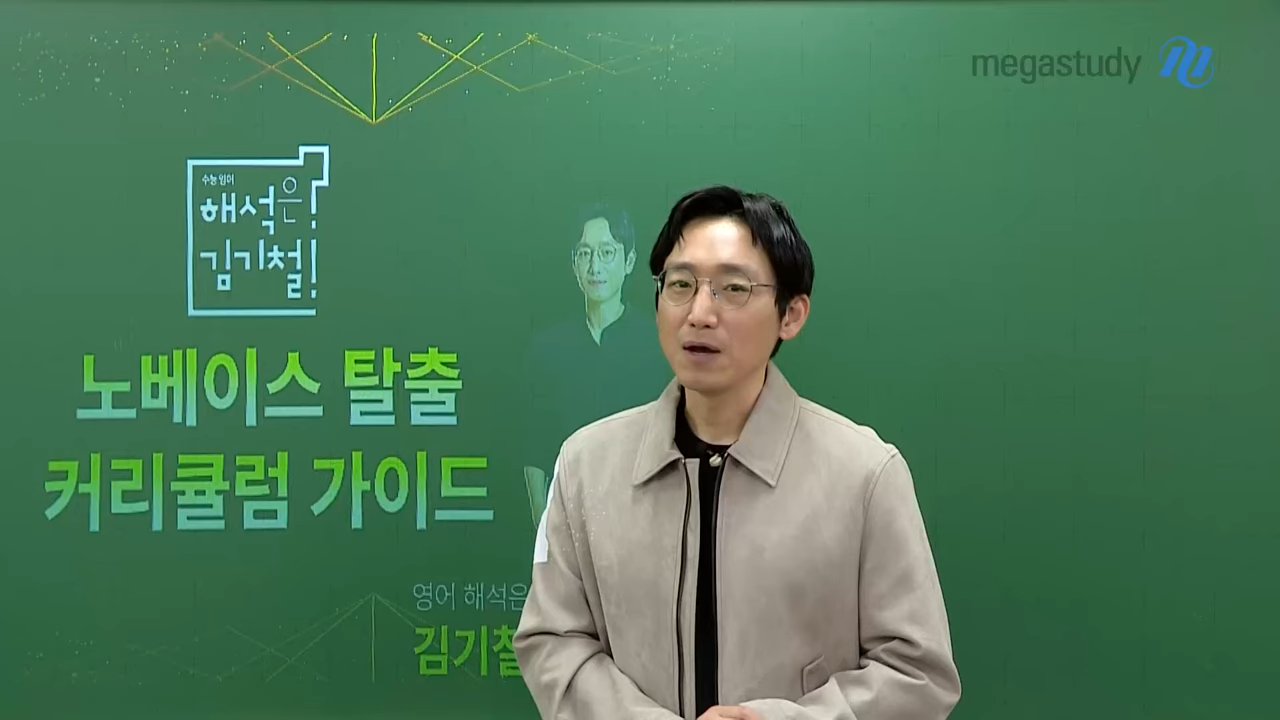 megastudy
수능 영어
해석은!
김기철!
노베이스 탈출
커리큘럼 가이드
영어 해석은
김기철